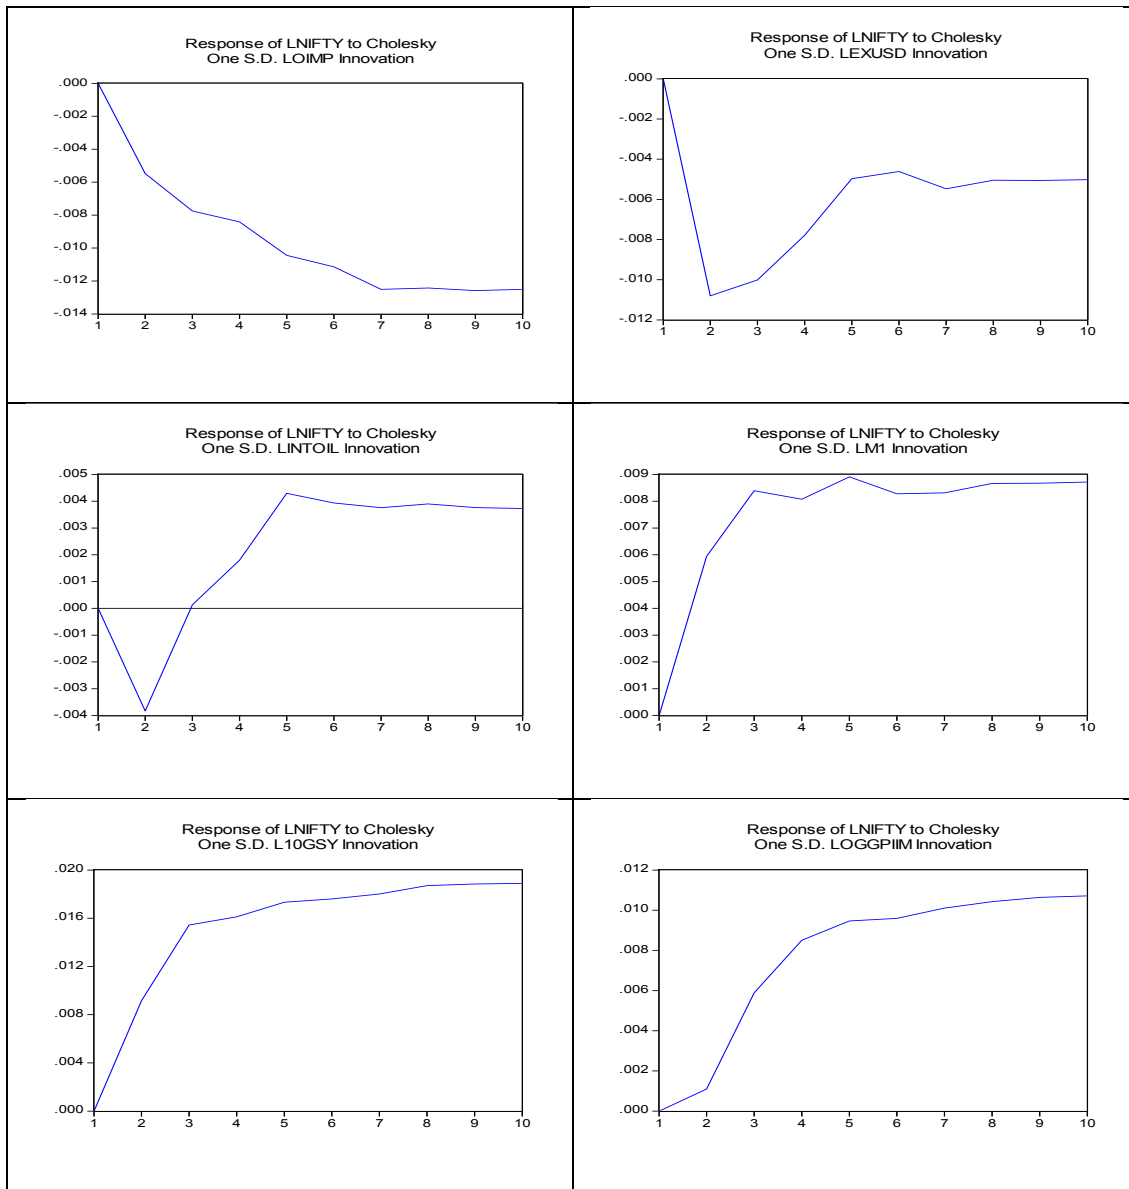 Response of LNIFTY to Cholesky
One S.D. LOIMP Innovation
.000
-.002
-.004
-.006
-.008
-.010
-.012
-.014
1 2 3 4 5 6 7 8 9 10
Response of LNIFTY to Cholesky
One S.D. LEXUSD Innovation
.000
-.002
-.004
-.006
-.008
-.010
-.012
1 2 3 4 5 6 7 8 9 10
Response of LNIFTY to Cholesky
One S.D. LINTOIL Innovation
.005
.004
.003
.002
.001
.000
-.001
-.002
-.003
-.004
1 2 3 4 5 6 7 8 9 10
Response of LNIFTY to Cholesky
One S.D. LM1 Innovation
.009
.008
.007
.006
.005
.004
.003
.002
.001
.000
1 2 3 4 5 6 7 8 9 10
Response of LNIFTY to Cholesky
One S.D. L10GSY Innovation
.020
.016
.012
.008
.004
.000
1 2 3 4 5 6 7 8 9 10
Response of LNIFTY to Cholesky
One S.D. LOGGPIIM Innovation
.012
.010
.008
.006
.004
.002
.000
1 2 3 4 5 6 7 8 9 10